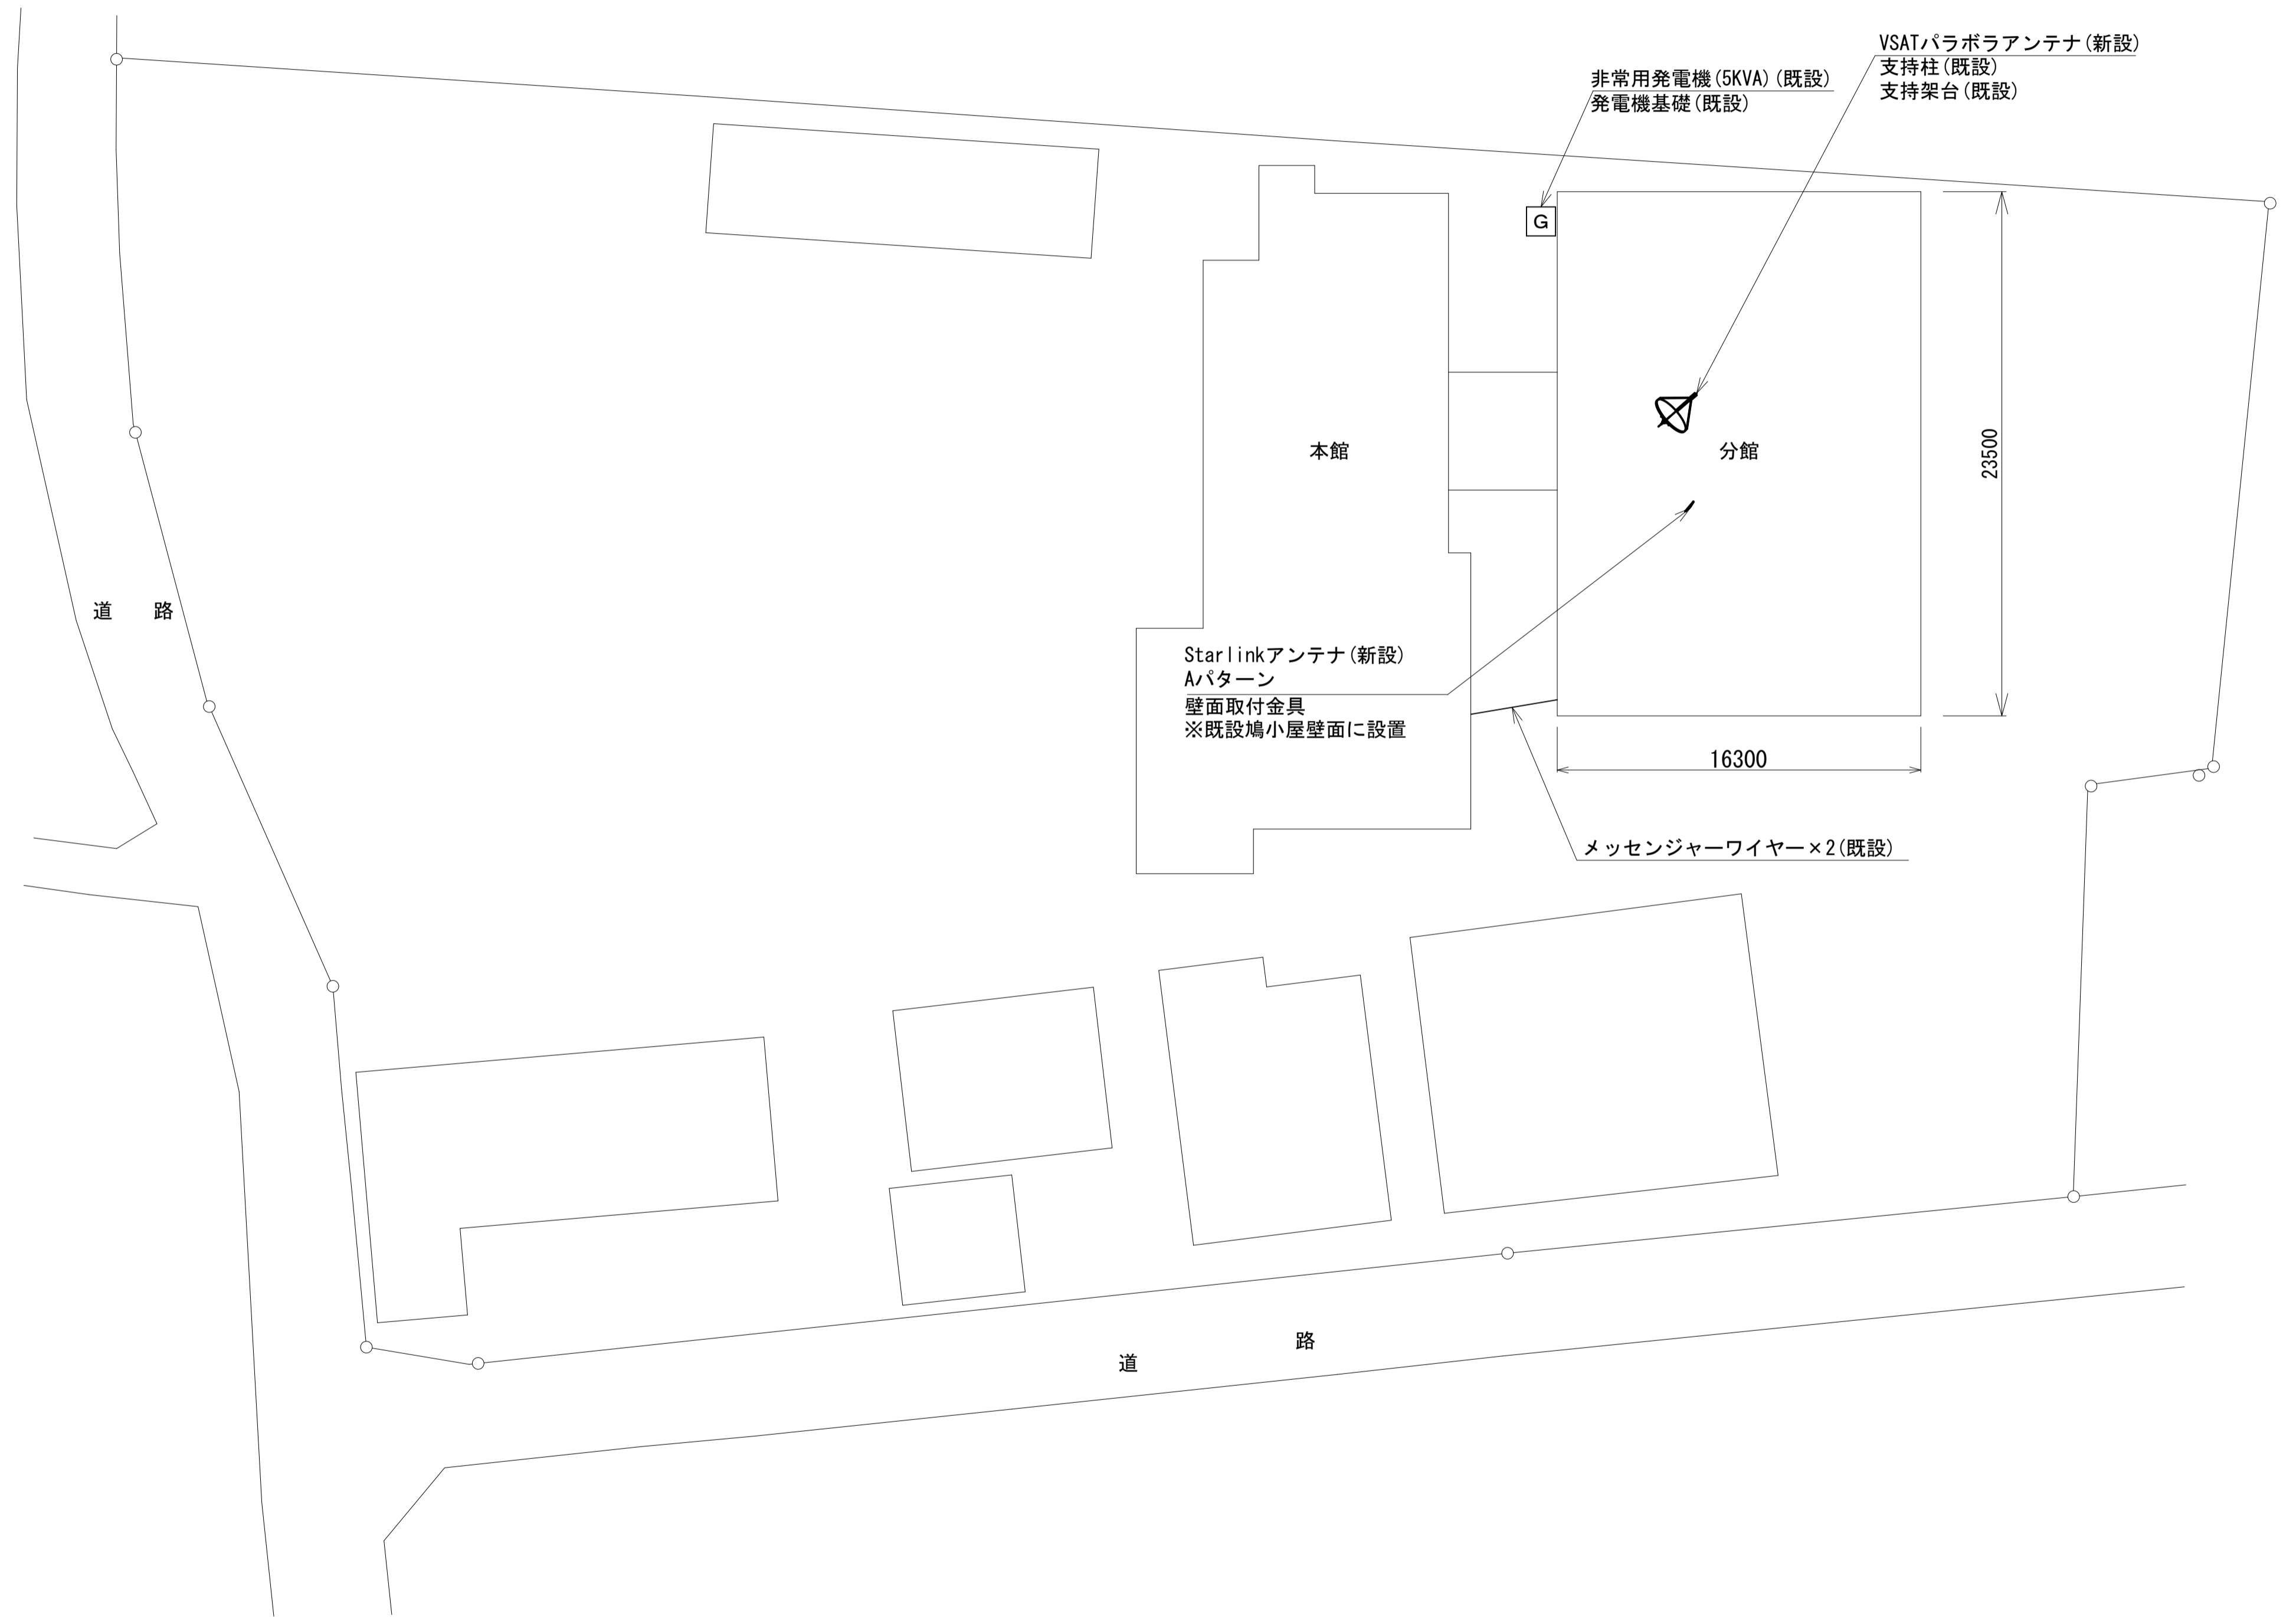 VSATパラボラアンテナ(新設)
支持柱(既設)
支持架台(既設)
非常用発電機(5KVA)(既設)
発電機基礎(既設)
G
本館
分館
23500
道 路
Starlinkアンテナ(新設)
Aパターン
壁面取付金具
※既設鳩小屋壁面に設置
16300
メッセンジャーワイヤー×2(既設)
道 路